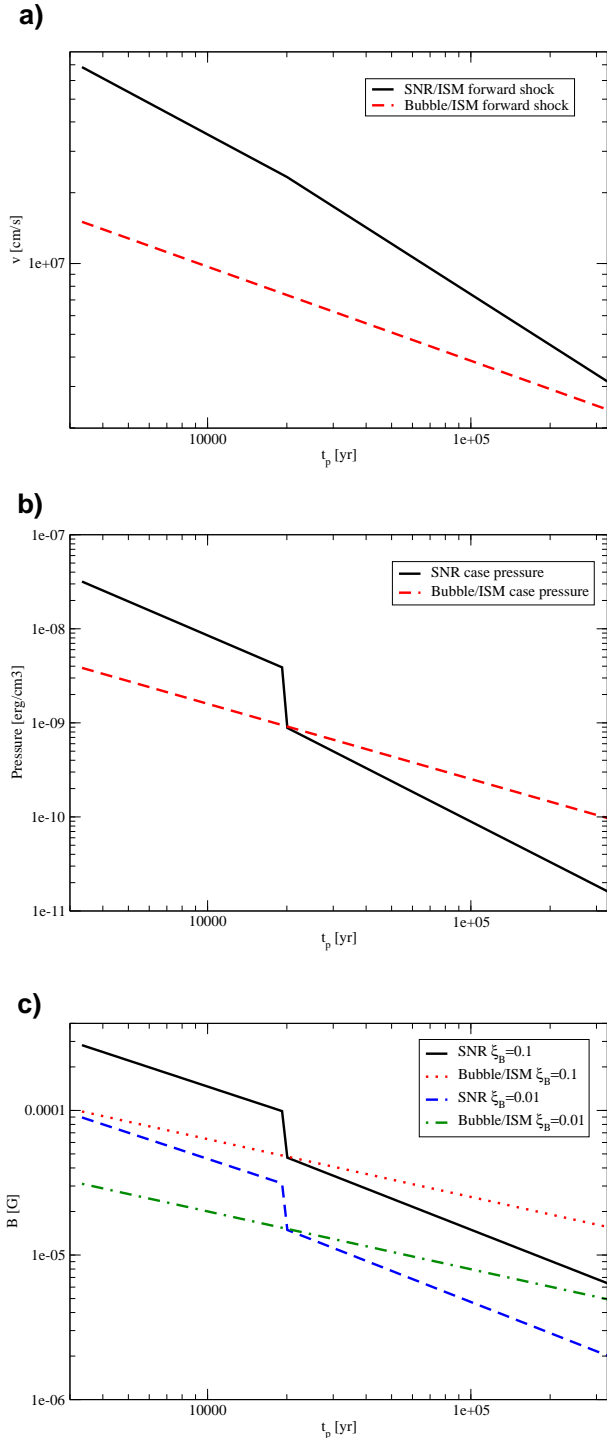 a)
SNR/ISM forward shock
Bubble/ISM forward shock
v [cm/s]
1e+07
10000
1e+05
t_p [yr]
b)
1e-07
SNR case pressure
Bubble/ISM case pressure
1e-08
Pressure [erg/cm3]
1e-09
1e-10
1e-11
10000
1e+05
t_p [yr]
c)
SNR ξ_B=0.1
Bubble/ISM ξ_B=0.1
SNR ξ_B=0.01
Bubble/ISM ξ_B=0.01
0.0001
B [G]
1e-05
1e-06
10000
1e+05
t_p [yr]